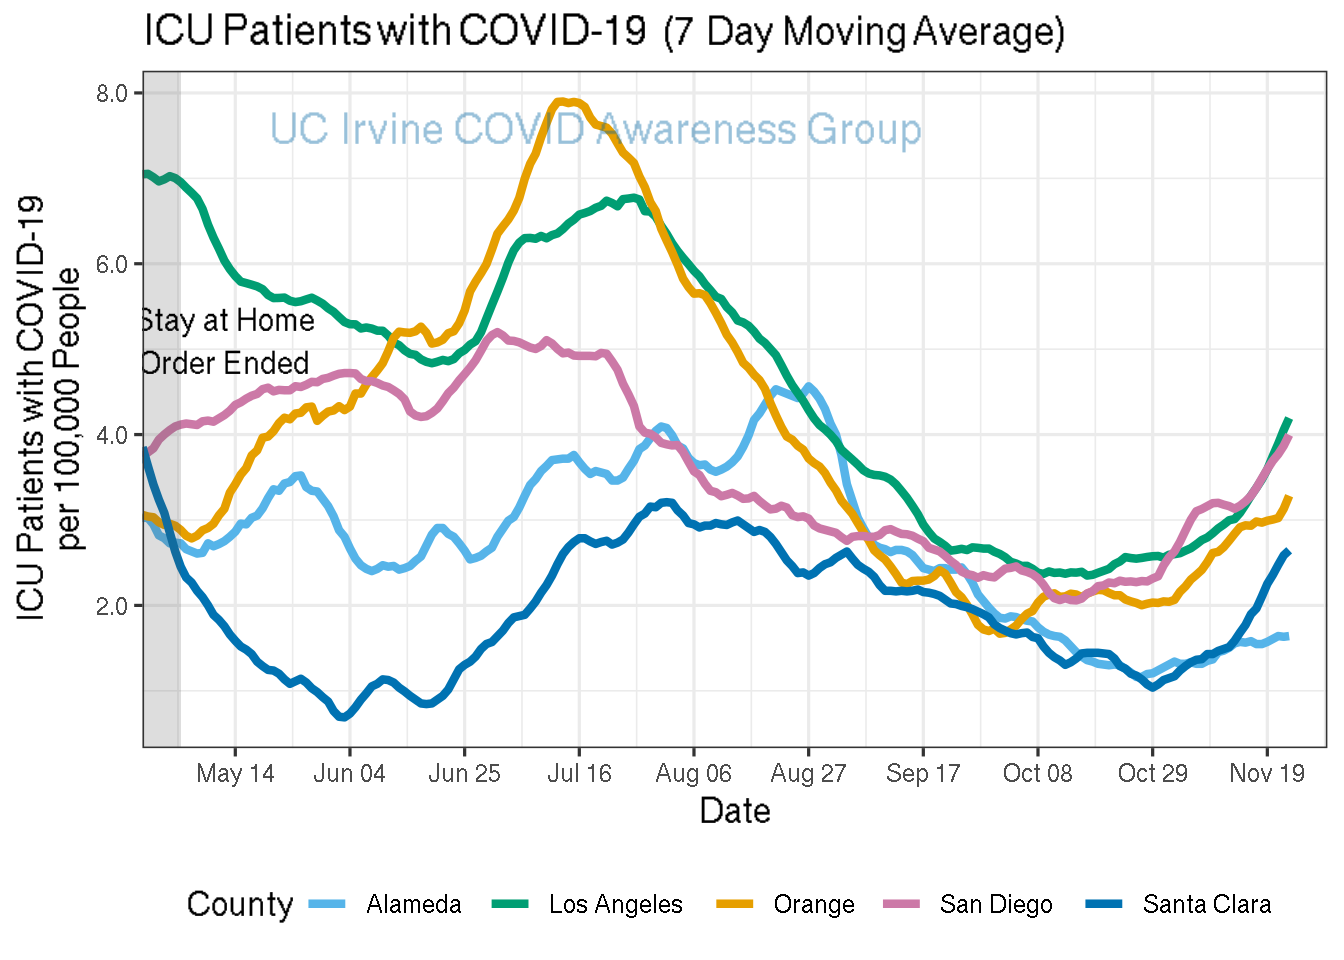 ICU Patients with COVID-19 (7 Day Moving Average)
UC Irvine COVID Awareness Group
ICU Patients with COVID-19
per 100,000 People
8.0
6.0
4.0
2.0
Stay at Home
Order Ended
May 14 Jun 04 Jun 25 Jul 16 Aug 06 Aug 27 Sep 17 Oct 08 Oct 29 Nov 19
Date
County Alameda Los Angeles Orange San Diego Santa Clara